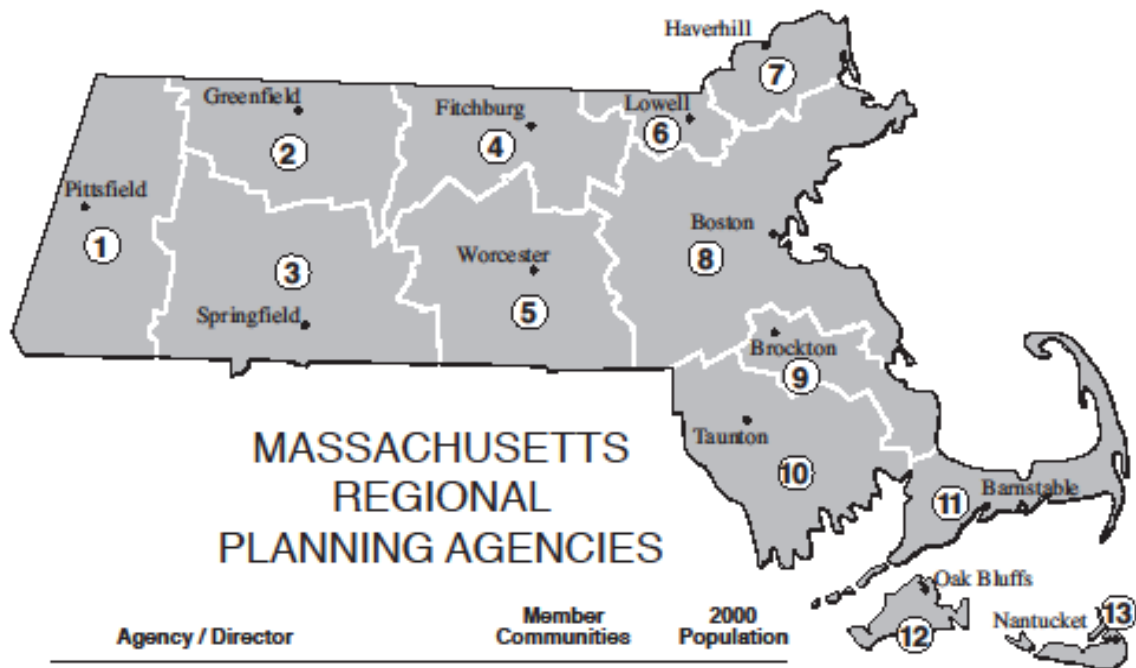 Haverhill
7
Greenfield
Fitchburg
Lowell
2
4
6
Pittsfield
1
3
Worcester
Boston
8
Springfield
5
Brockton
9
Taunton
10
11
Barnstable
MASSACHUSETTS
REGIONAL
PLANNING AGENCIES
Oak Bluffs
12
Nantucket
13
Agency / Director
Member
Communities
2000
Population